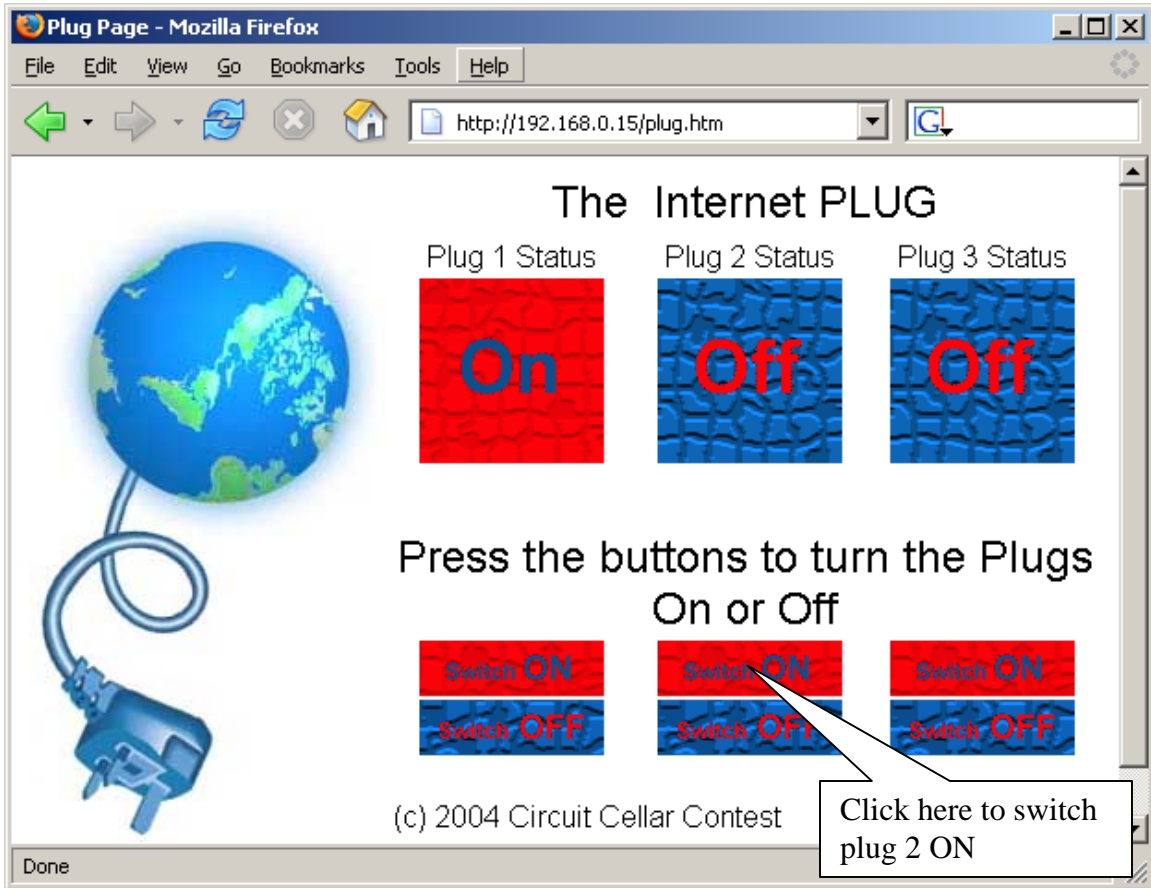 Plug Page - Mozilla Firefox
File Edit View Go Bookmarks Tools Help
http://192.168.0.15/plug.htm
G
The Internet PLUG
Plug 1 Status Plug 2 Status Plug 3 Status
On Off Off
Press the buttons to turn the Plugs
On or Off
Switch ON Switch ON Switch ON
Switch OFF Switch OFF Switch OFF
Click here to switch
plug 2 ON
(c) 2004 Circuit Cellar Contest
Done